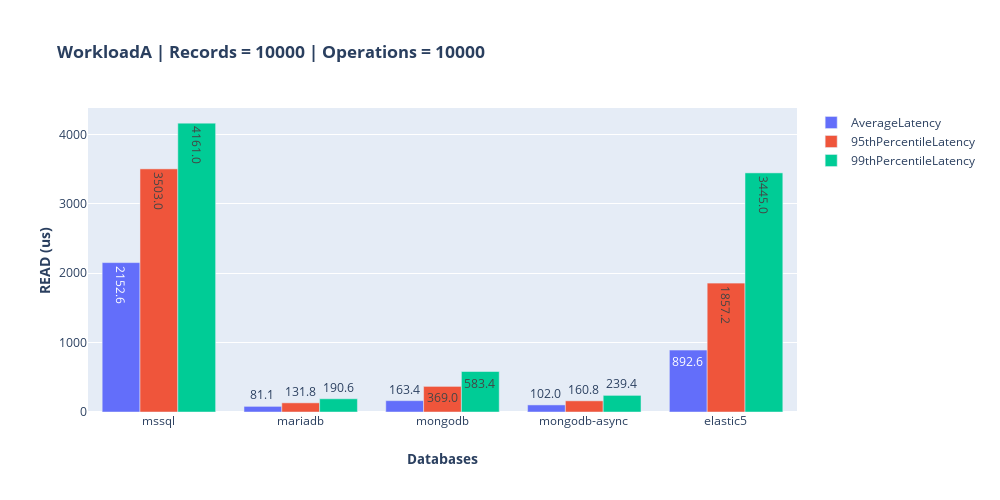 WorkloadA | Records = 10000 | Operations = 10000
AverageLatency
95thPercentileLatency
99thPercentileLatency
READ (us)
4000
3000
2000
1000
0
2152.6
3503.0
4161.0
81.1
131.8
190.6
163.4
369.0
583.4
102.0
160.8
239.4
892.6
1857.2
3445.0
mssql
mariadb
mongodb
mongodb-async
elastic5
Databases